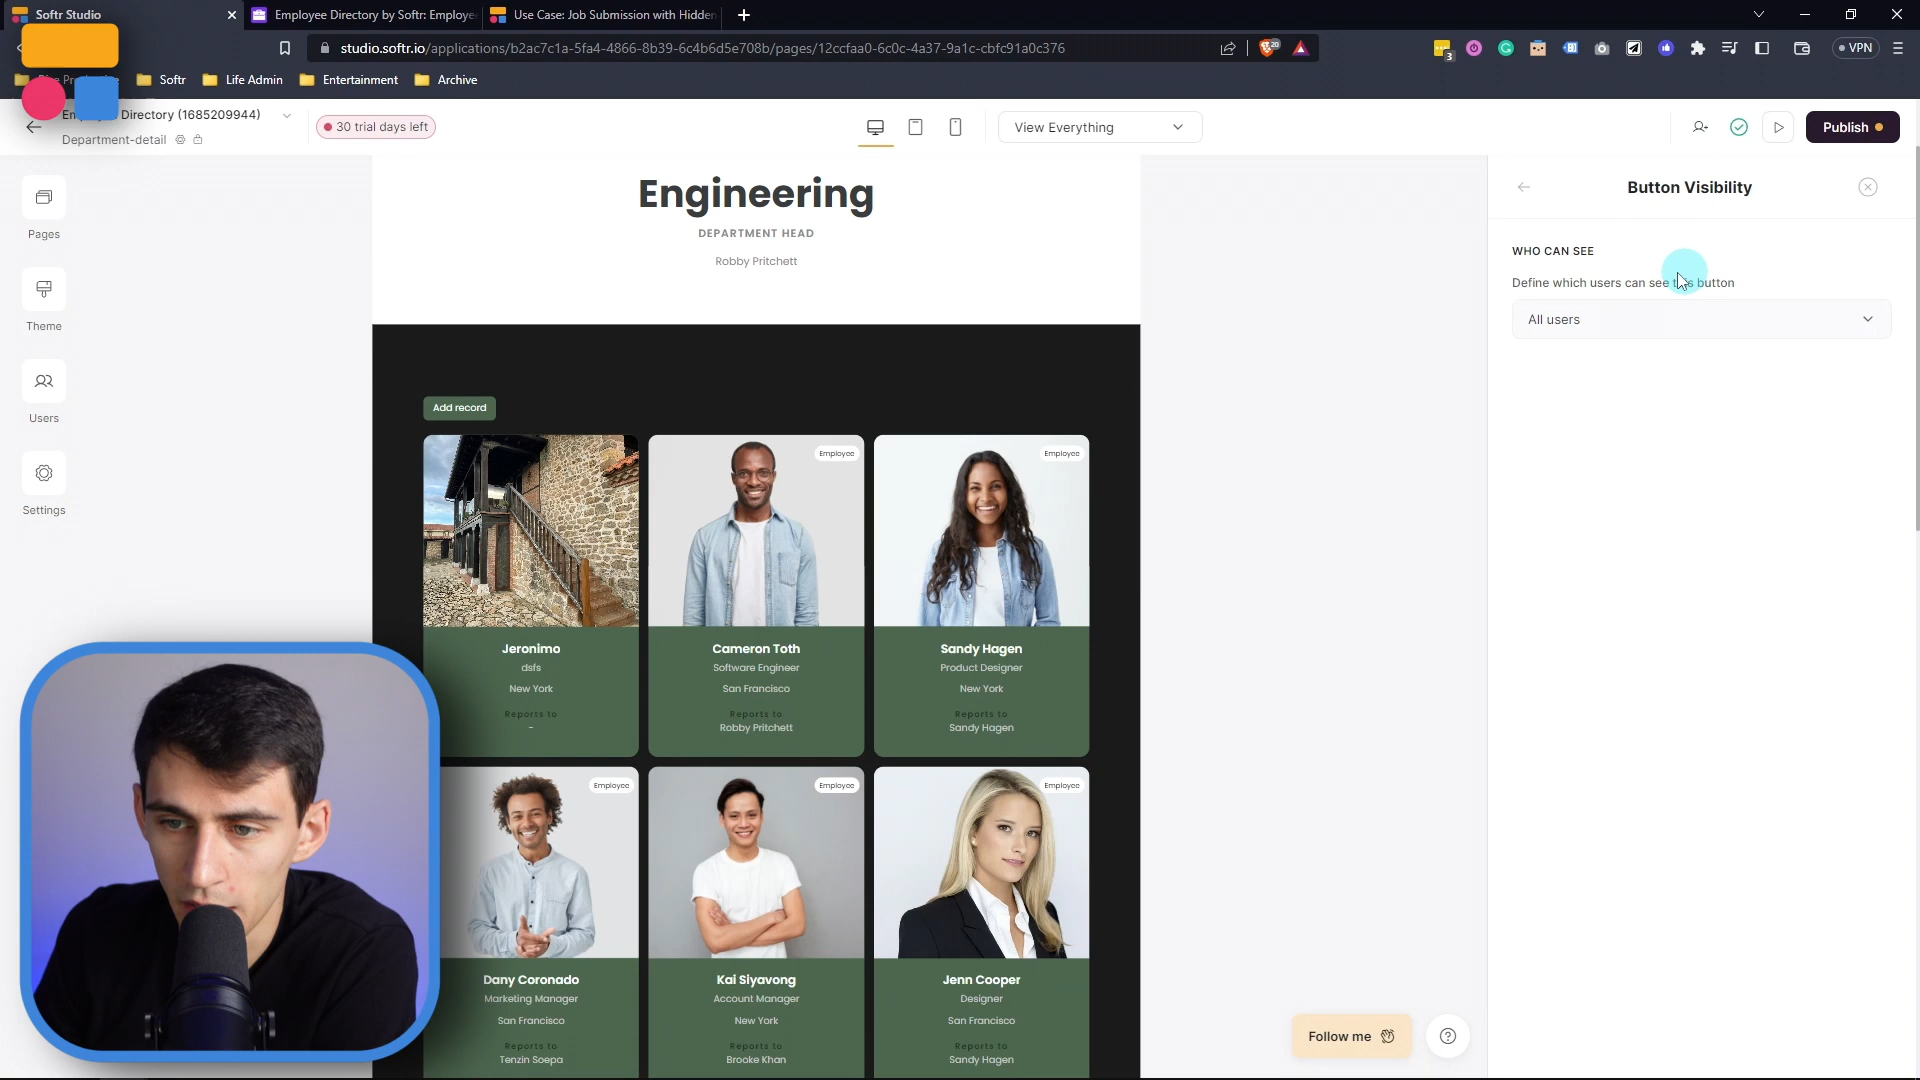 Softr Studio
Employee Directory by Softr: Employe
Use Case: Job Submission with Hidden
studio.softr.io/applications/b2ac7c1a-5fa4-4866-8b39-6c4b6d5e708b/pages/12ccfaa0-6c0c-4a37-9a1c-cbfc91a0c376
20
3
VPN
Softr
Life Admin
Entertainment
Archive
Directory (1685209944)
Department-detail
30 trial days left
View Everything
Publish
Pages
Theme
Users
Settings
Engineering
DEPARTMENT HEAD
Robby Pritchett
Add record
Employee
Employee
Jeronimo
dsfs
New York
Reports to
-
Cameron Toth
Software Engineer
San Francisco
Reports to
Robby Pritchett
Sandy Hagen
Product Designer
New York
Reports to
Sandy Hagen
Employee
Employee
Employee
Dany Coronado
Marketing Manager
San Francisco
Reports to
Tenzin Soepa
Kai Siyavong
Account Manager
New York
Reports to
Brooke Khan
Jenn Cooper
Designer
San Francisco
Reports to
Sandy Hagen
Button Visibility
WHO CAN SEE
Define which users can see this button
All users
Follow me